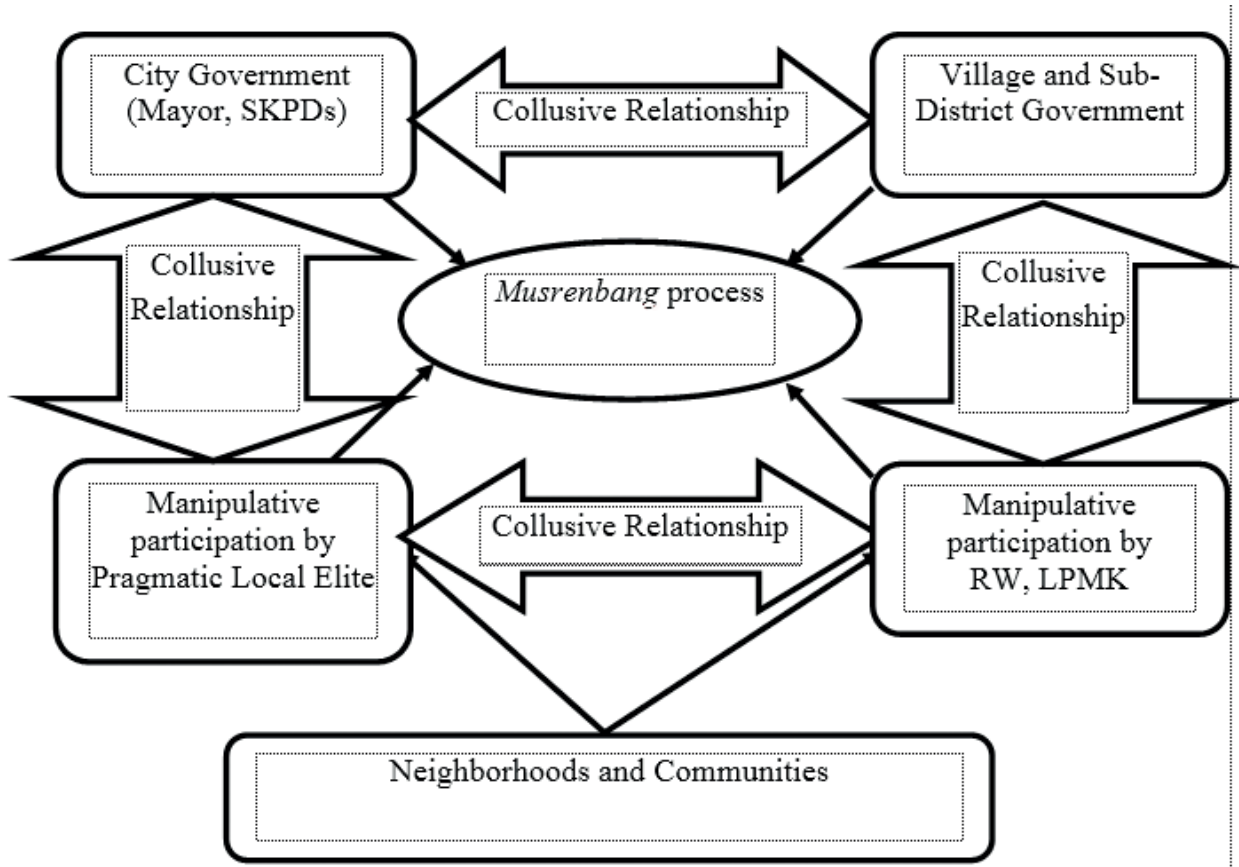 City Government
(Mayor, SKPDs)
Collusive Relationship
Village and Sub-
District Government
Collusive
Relationship
Musrenbang process
Collusive
Relationship
Manipulative
participation by
Pragmatic Local Elite
Collusive Relationship
Manipulative
participation by
RW, LPMK
Neighborhoods and Communities